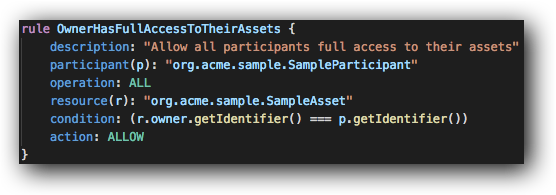 rule OwnerHasFullAccessToTheirAssets {
    description: "Allow all participants full access to their assets"
    participant(p): "org.acme.sample.SampleParticipant"
    operation: ALL
    resource(r): "org.acme.sample.SampleAsset"
    condition: (r.owner.getIdentifier() === p.getIdentifier())
    action: ALLOW
}